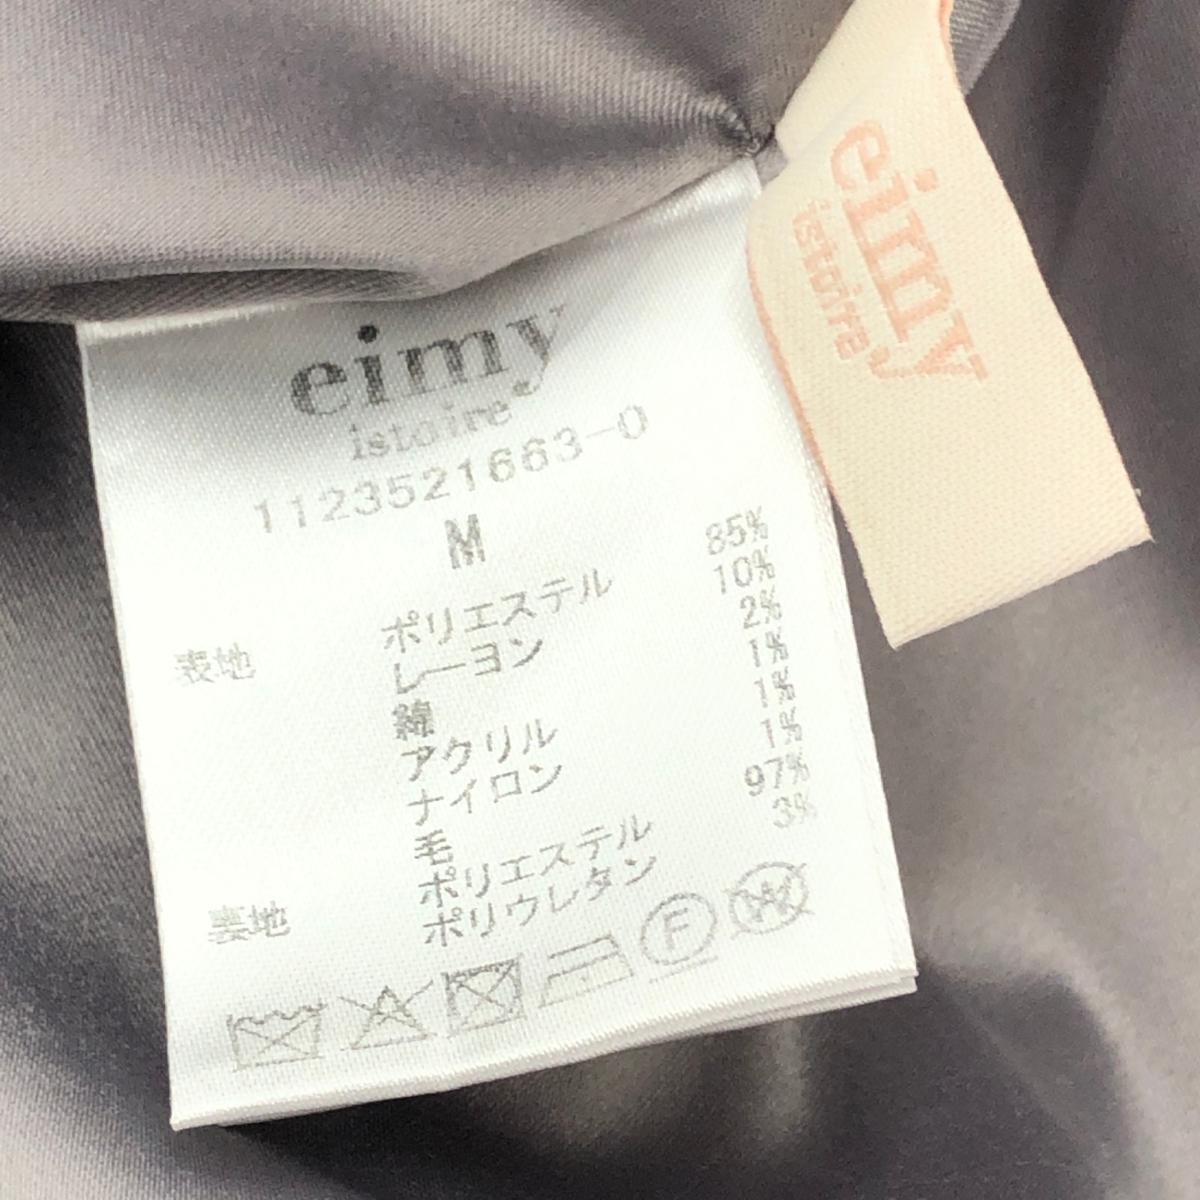 eimy
istoire
1123521663-0
M
表地 ポリエステル 85%
レーヨン 10%
綿 2%
アクリル 1%
ナイロン 1%
毛 1%
裏地 ポリエステル 97%
ポリウレタン 3%
F
W
eimy
istoire